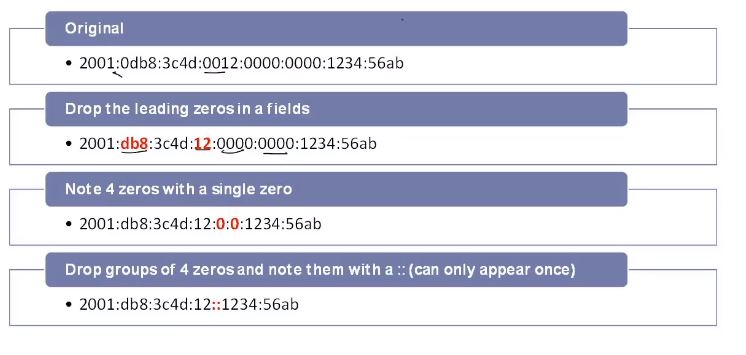 Original
• 2001:0db8:3c4d:0012:0000:0000:1234:56ab
Drop the leading zeros in a fields
• 2001:db8:3c4d:12:0000:0000:1234:56ab
Note 4 zeros with a single zero
• 2001:db8:3c4d:12:0:0:1234:56ab
Drop groups of 4 zeros and note them with a :: (can only appear once)
• 2001:db8:3c4d:12::1234:56ab